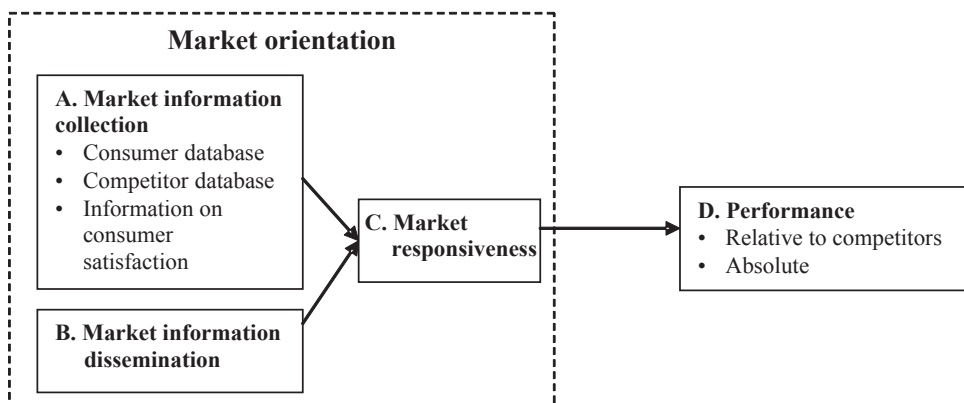 Market orientation
A. Market information
collection
• Consumer database
• Competitor database
• Information on
consumer
satisfaction
B. Market information
dissemination
C. Market
responsiveness
D. Performance
• Relative to competitors
• Absolute